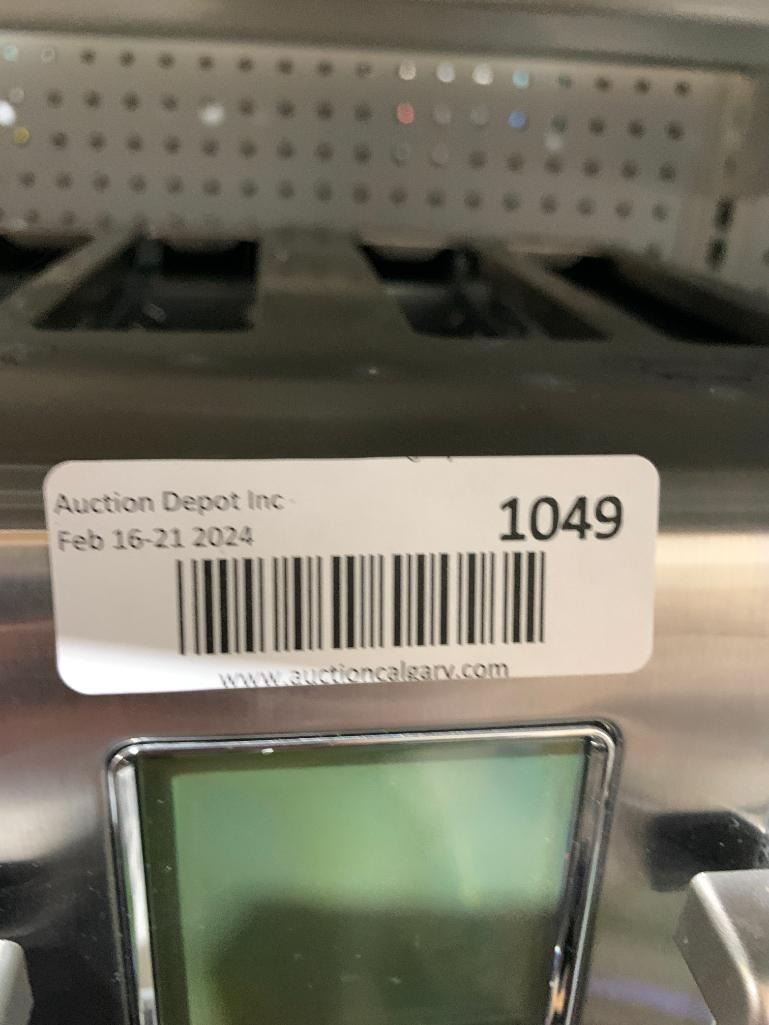 Auction Depot Inc
1049
Feb 16-21 2024
www.auctioncalgary.com